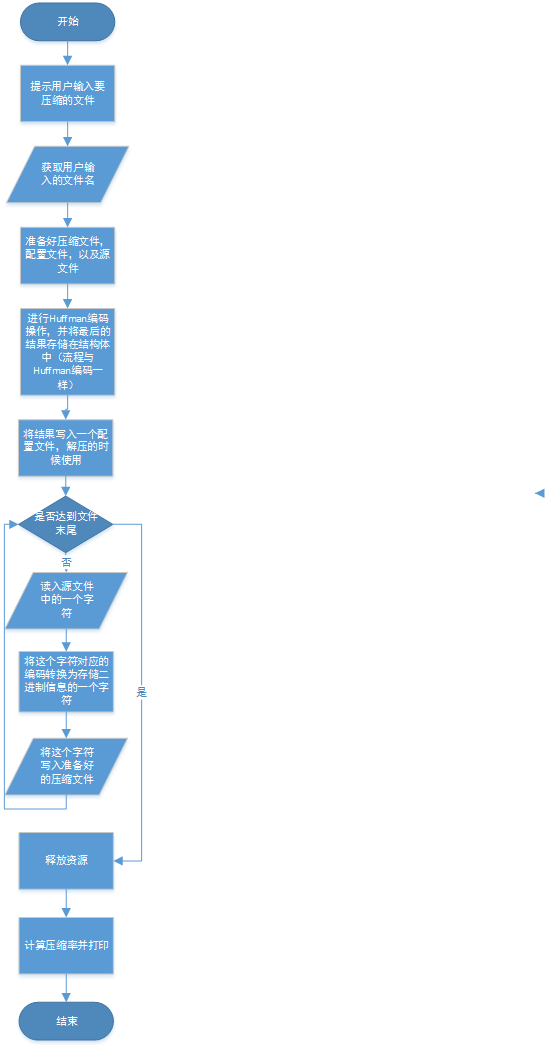 开始
提示用户输入要
压缩的文件
获取用户输
入的文件名
准备好压缩文件，
配置文件，以及源
文件
进行Huffman编码
操作，并将最后的
结果存储在结构体
中（流程与
Huffman编码一
样）
将结果写入一个配
置文件，解压的时
候使用
是否达到文件
末尾
否
读入源文件
中的一个字
符
将这个字符对应的
编码转换为存储二
进制信息的一个字
符
是
将这个字符
写入准备好
的压缩文件
释放资源
计算压缩率并打印
结束